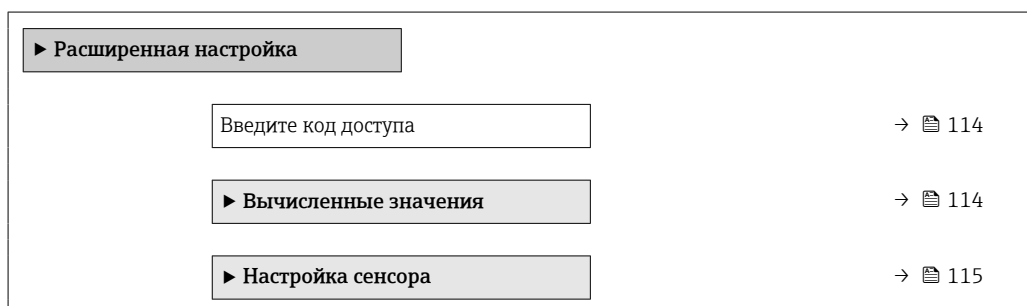 ▶ Расширенная настройка
Введите код доступа → 🖹 114
▶ Вычисленные значения → 🖹 114
▶ Настройка сенсора → 🖹 115